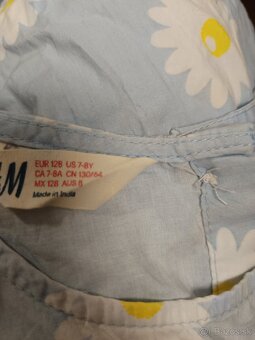 M
EUR 128 US 7-8Y
CA 7-8A CN 130/64
MX 128 AUS 8
Made in India